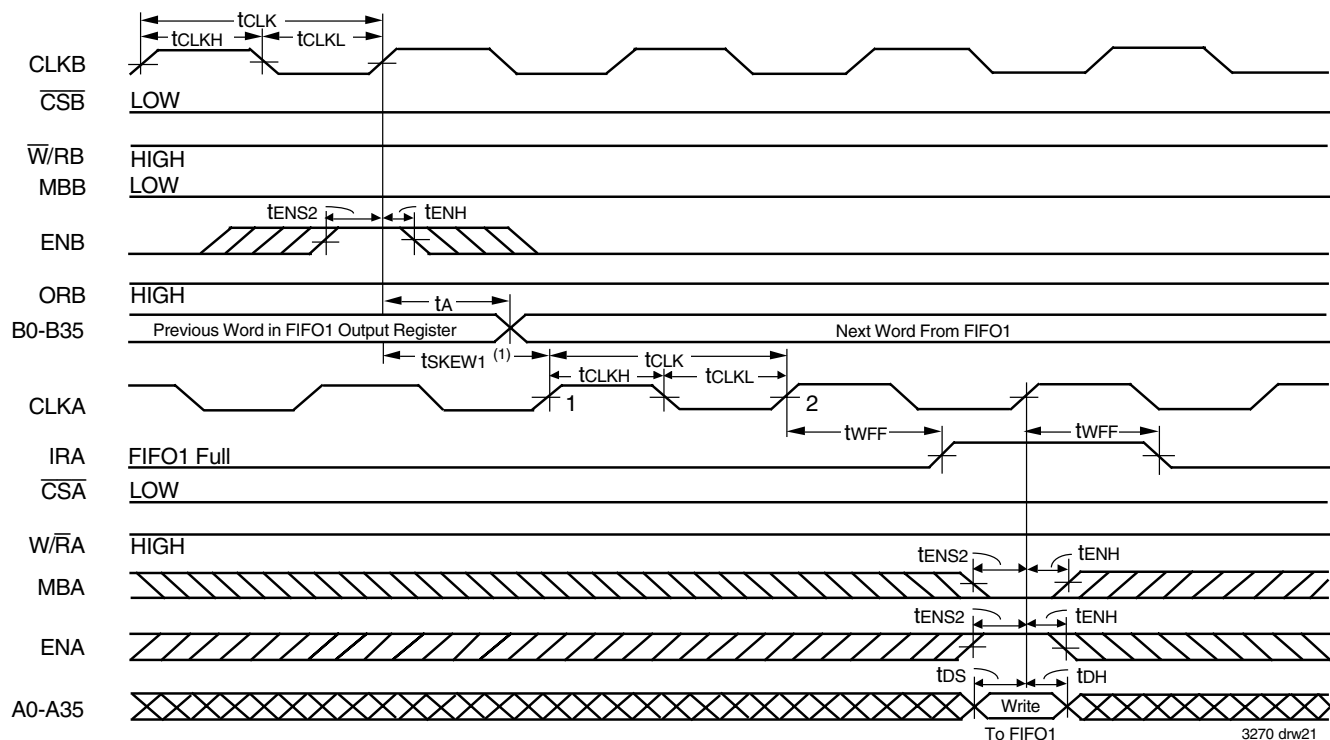 tCLK
tCLKH tCLKL
CLKB
CSB LOW
W/RB HIGH
MBB LOW
tENS2 tENH
ENB
ORB HIGH
tA
B0-B35 Previous Word in FIFO1 Output Register Next Word From FIFO1
tSKEW1 (1) tCLK
tCLKH tCLKL
CLKA 1 2
tWFF tWFF
IRA FIFO1 Full
CSA LOW
W/RA HIGH
tENS2 tENH
MBA
tENS2 tENH
ENA
tDS tDH
A0-A35 Write
To FIFO1 3270 drw21